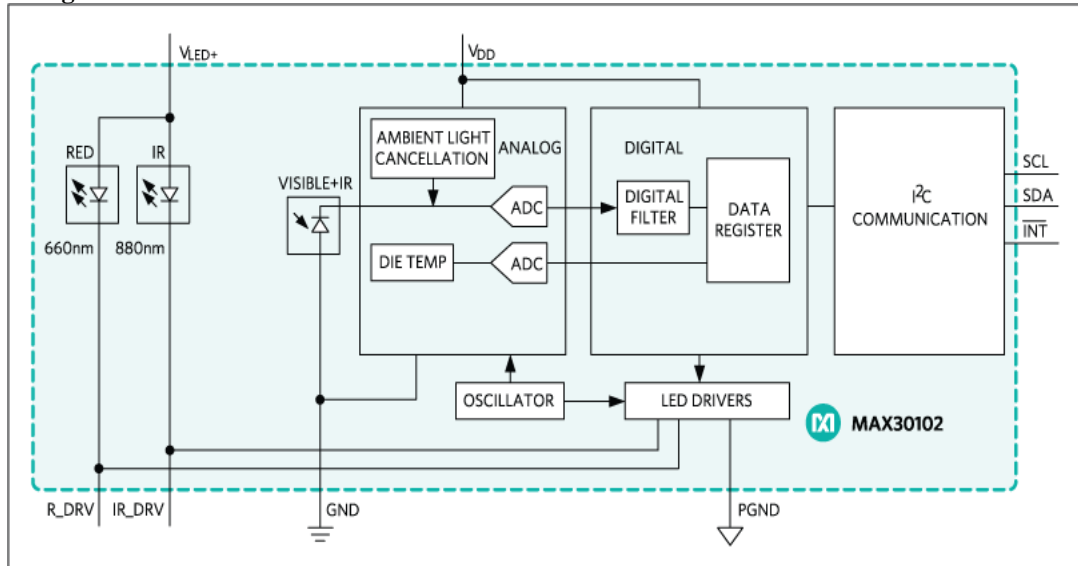 VLED+
VDD
RED
IR
660nm
880nm
VISIBLE+IR
AMBIENT LIGHT
CANCELLATION
ANALOG
ADC
DIE TEMP
ADC
DIGITAL
DIGITAL
FILTER
DATA
REGISTER
I²C
COMMUNICATION
SCL
SDA
INT
OSCILLATOR
LED DRIVERS
MAX30102
R_DRV
IR_DRV
GND
PGND